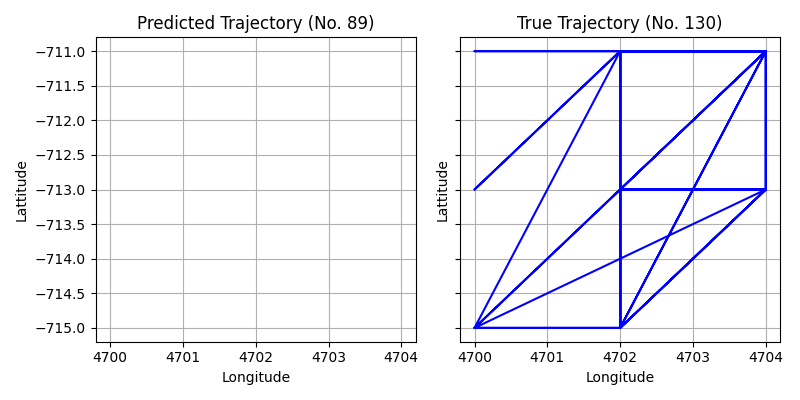 Predicted Trajectory (No. 89)
True Trajectory (No. 130)
−711.0
−711.5
−712.0
−712.5
−713.0
−713.5
−714.0
−714.5
−715.0
Lattitude
Lattitude
4700 4701 4702 4703 4704
4700 4701 4702 4703 4704
Longitude
Longitude